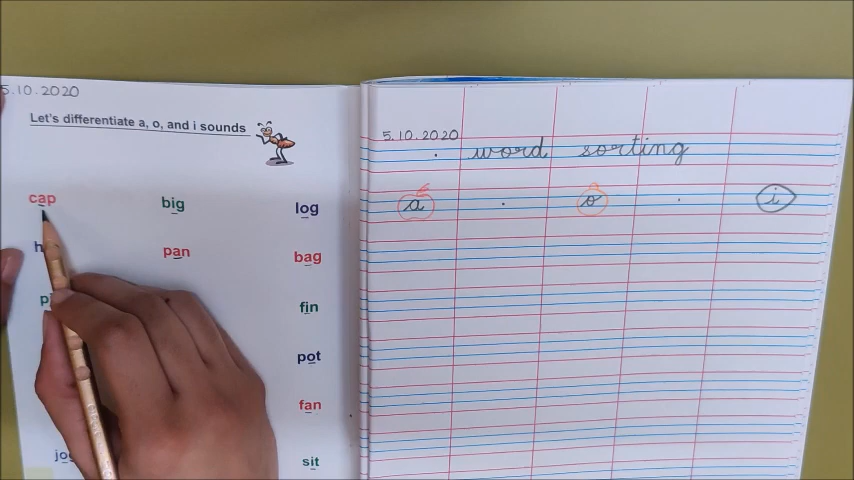 5.10.2020
Let's differentiate a, o, and i sounds
cap big log
pan bag
fin
pot
fan
sit
5.10.2020
word sorting
a o i